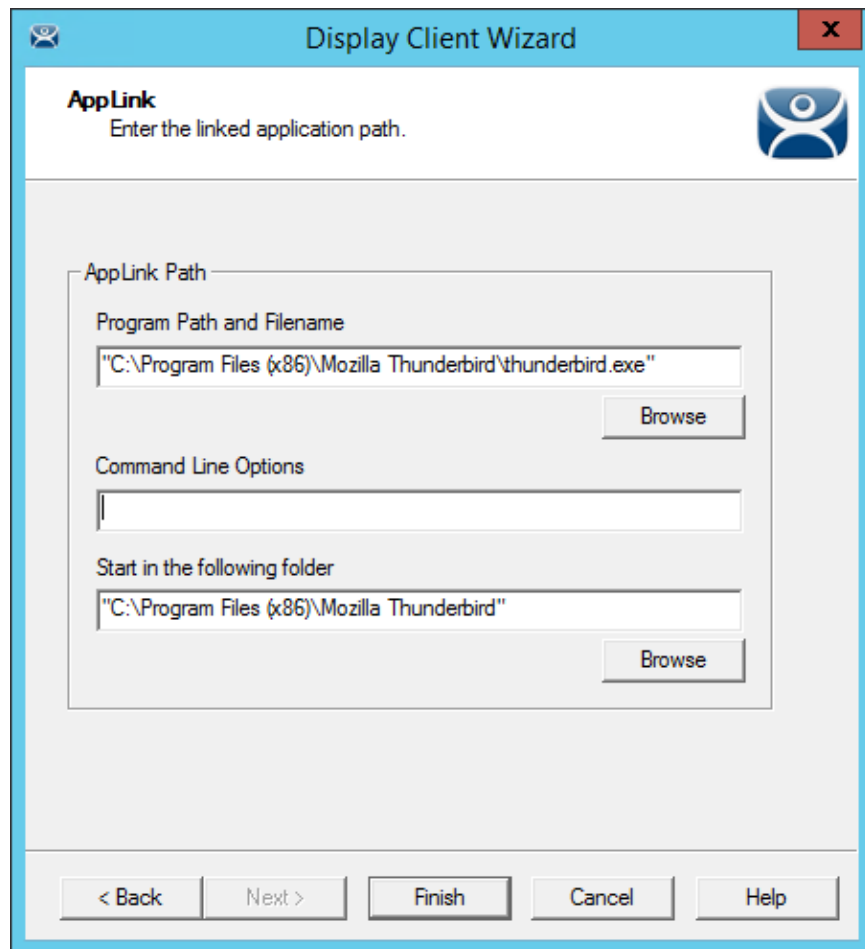 Display Client Wizard
x
AppLink
Enter the linked application path.
AppLink Path
Program Path and Filename
"C:\Program Files (x86)\Mozilla Thunderbird\thunderbird.exe"
Browse
Command Line Options
Start in the following folder
"C:\Program Files (x86)\Mozilla Thunderbird"
Browse
< Back Next > Finish Cancel Help